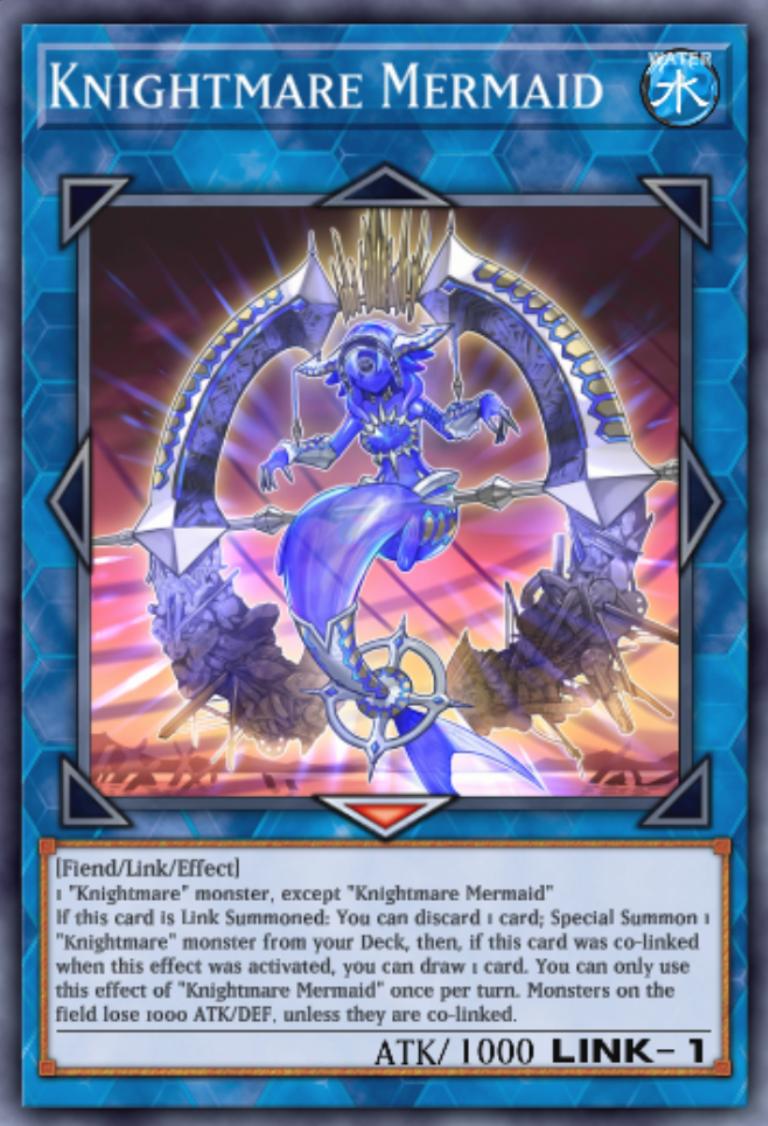 Knightmare Mermaid
WATER
水
[Fiend/Link/Effect]
1 "Knightmare" monster, except "Knightmare Mermaid"
If this card is Link Summoned: You can discard 1 card; Special Summon 1
"Knightmare" monster from your Deck, then, if this card was co-linked
when this effect was activated, you can draw 1 card. You can only use
this effect of "Knightmare Mermaid" once per turn. Monsters on the
field lose 1000 ATK/DEF, unless they are co-linked.
ATK/ 1000 LINK- 1